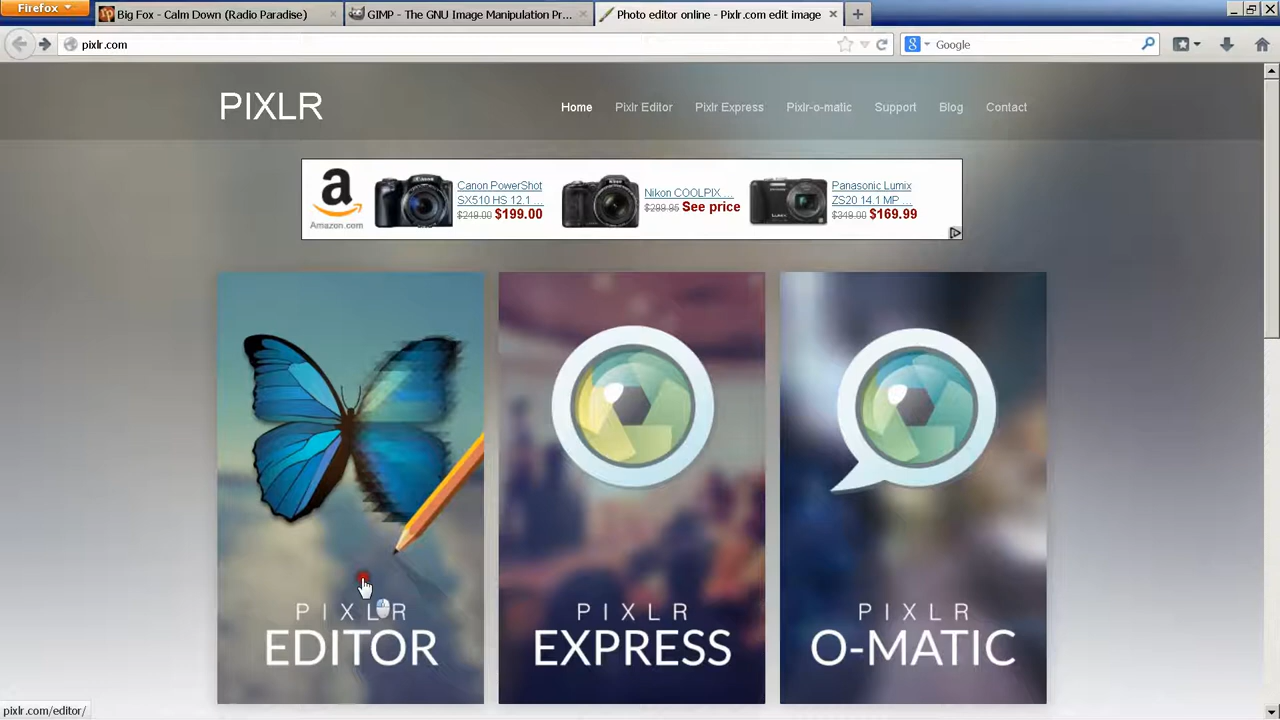 Firefox
Big Fox - Calm Down (Radio Paradise)
GIMP - The GNU Image Manipulation Pr...
Photo editor online - Pixlr.com edit image
pixlr.com
Google
PIXLR
Home
Pixlr Editor
Pixlr Express
Pixlr-o-matic
Support
Blog
Contact
a
Amazon.com
Canon PowerShot
SX510 HS 12.1 ...
$249.00 $199.00
Nikon COOLPIX ...
$299.95 See price
Panasonic Lumix
ZS20 14.1 MP ...
$349.00 $169.99
PIXLR
EDITOR
PIXLR
EXPRESS
PIXLR
O-MATIC
pixlr.com/editor/